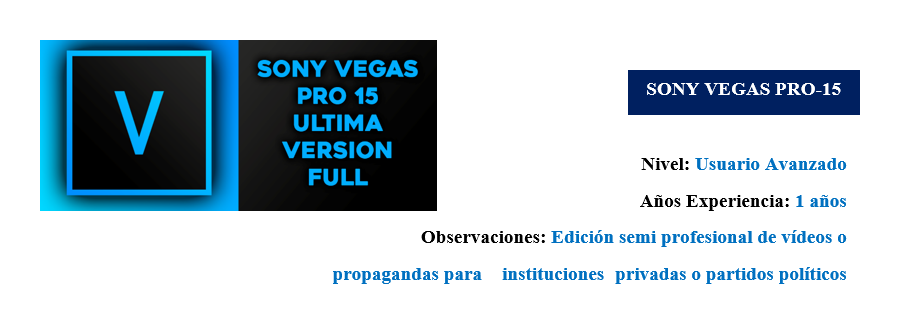 V
SONY VEGAS
PRO 15
ULTIMA
VERSION
FULL
SONY VEGAS PRO-15
Nivel: Usuario Avanzado
Años Experiencia: 1 años
Observaciones: Edición semi profesional de vídeos o
propagandas para instituciones privadas o partidos políticos